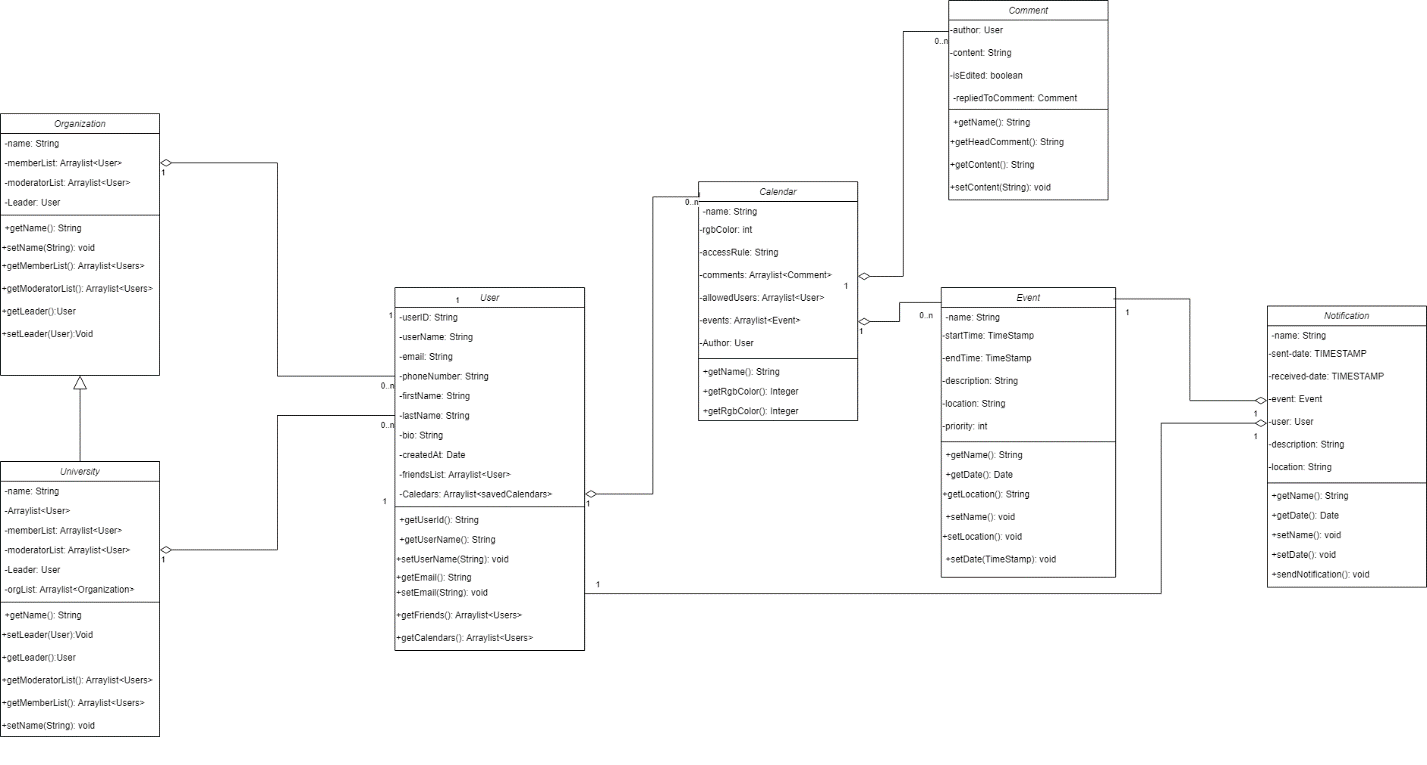 Comment
-author: User
0..n
-content: String
-isEdited: boolean
-repliedToComment: Comment
+getName(): String
+getHeadComment(): String
+getContent(): String
+setContent(String): void
Organization
-name: String
-memberList: Arraylist<User>
1
-moderatorList: Arraylist<User>
-Leader: User
+getName(): String
+setName(String): void
+getMemberList(): Arraylist<Users>
+getModeratorList(): Arraylist<Users>
+getLeader():User
+setLeader(User):Void
University
-name: String
-Arraylist<User>
-memberList: Arraylist<User>
-moderatorList: Arraylist<User>
1
-Leader: User
-orgList: Arraylist<Organization>
+getName(): String
+setLeader(User):Void
+getLeader():User
+getModeratorList(): Arraylist<Users>
+getMemberList(): Arraylist<Users>
+setName(String): void
1 User
1
-userID: String
-userName: String
-email: String
-phoneNumber: String
0..n
-firstName: String
-lastName: String
0..n
-bio: String
-createdAt: Date
-friendsList: Arraylist<User>
-Caledars: Arraylist<savedCalendars>
1
1
+getUserId(): String
+getUserName(): String
+setUserName(String): void
+getEmail(): String
+setEmail(String): void
1
+getFriends(): Arraylist<Users>
+getCalendars(): Arraylist<Users>
Calendar
0..n
-name: String
-rgbColor: int
-accessRule: String
-comments: Arraylist<Comment>
1
-allowedUsers: Arraylist<User>
-events: Arraylist<Event>
1
-Author: User
+getName(): String
+getRgbColor(): Integer
+getRgbColor(): Integer
Event
0..n
1
-name: String
-startTime: TimeStamp
-endTime: TimeStamp
-description: String
-location: String
-priority: int
+getName(): String
+getDate(): Date
+getLocation(): String
+setName(): void
+setLocation(): void
+setDate(TimeStamp): void
Notification
-name: String
-sent-date: TIMESTAMP
-received-date: TIMESTAMP
-event: Event
1
-user: User
1
-description: String
-location: String
+getName(): String
+getDate(): Date
+setName(): void
+setDate(): void
+sendNotification(): void